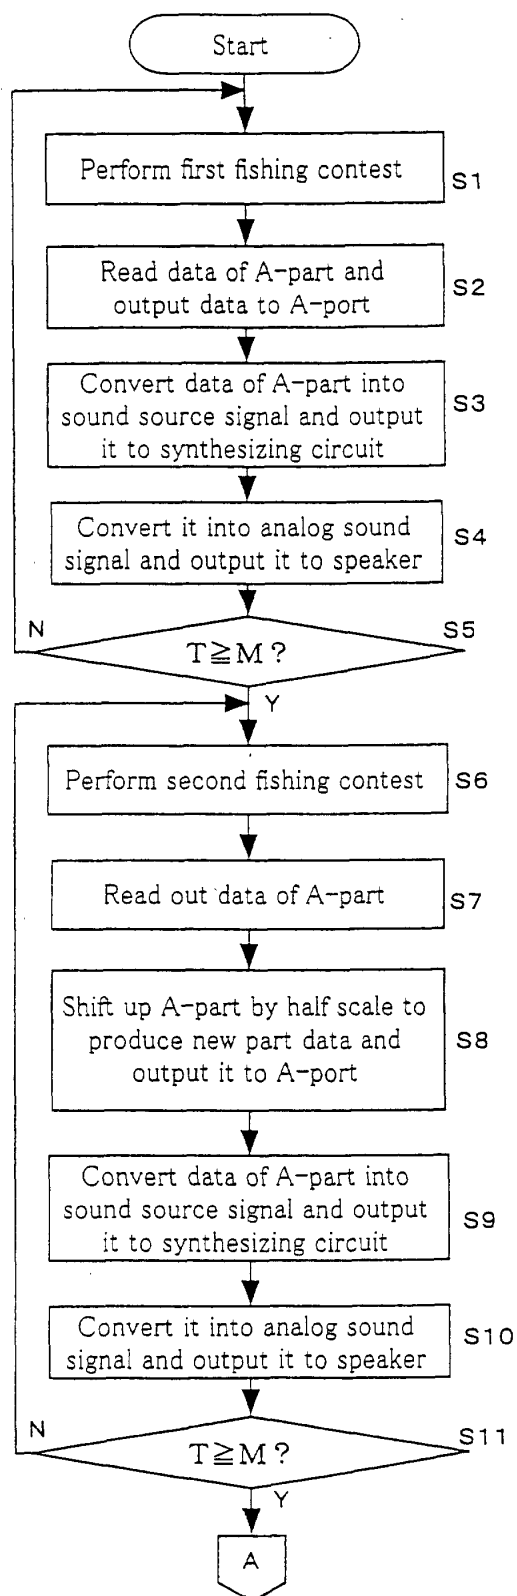 Start
Perform first fishing contest
S1
Read data of A-part and
output data to A-port
S2
Convert data of A-part into
sound source signal and output
it to synthesizing circuit
S3
Convert it into analog sound
signal and output it to speaker
S4
N
T≧M?
S5
Y
Perform second fishing contest
S6
Read out data of A-part
S7
Shift up A-part by half scale to
produce new part data and
output it to A-port
S8
Convert data of A-part into
sound source signal and output
it to synthesizing circuit
S9
Convert it into analog sound
signal and output it to speaker
S10
N
T≧M?
S11
Y
A